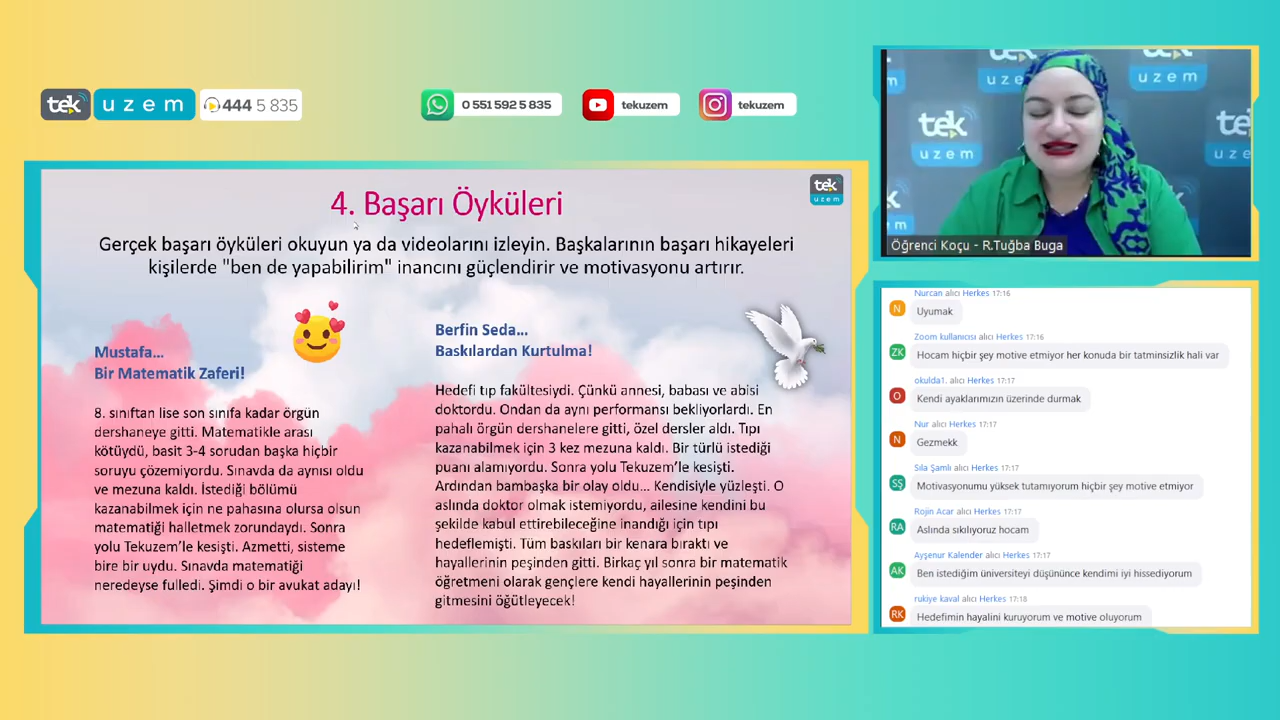 tek uzem 444 5 835
0 551 592 5 835
tekuzem
tekuzem
tek uzem
4. Başarı Öyküleri
Gerçek başarı öyküleri okuyun ya da videolarını izleyin. Başkalarının başarı hikayeleri
kişilerde "ben de yapabilirim" inancını güçlendirir ve motivasyonu artırır.
Mustafa...
Bir Matematik Zaferi!
8. sınıftan lise son sınıfa kadar örgün
dershaneye gitti. Matematikle arası
kötüydü, basit 3-4 sorudan başka hiçbir
soruyu çözemiyordu. Sınavda da aynısı oldu
ve mezuna kaldı. İstediği bölümü
kazanabilmek için ne pahasına olursa olsun
matematiği halletmek zorundaydı. Sonra
yolu Tekuzem'le kesişti. Azmetti, sisteme
bire bir uydu. Sınavda matematiği
neredeyse fulledi. Şimdi o bir avukat adayı!
Berfin Seda...
Baskılardan Kurtulma!
Hedefi tıp fakültesiydi. Çünkü annesi, babası ve abisi
doktordu. Ondan da aynı performansı bekliyorlardı. En
pahalı örgün dershanelere gitti, özel dersler aldı. Tıpı
kazanabilmek için 3 kez mezuna kaldı. Bir türlü istediği
puanı alamıyordu. Sonra yolu Tekuzem'le kesişti.
Ardından bambaşka bir olay oldu... Kendisiyle yüzleşti. O
aslında doktor olmak istemiyordu, ailesine kendini bu
şekilde kabul ettirebileceğine inandığı için tıpı
hedeflemişti. Tüm baskıları bir kenara bıraktı ve
hayallerinin peşinden gitti. Birkaç yıl sonra bir matematik
öğretmeni olarak gençlere kendi hayallerinin peşinden
gitmesini öğütleyecek!
tek uzem
Öğrenci Koçu - R.Tuğba Buga
Nurcan alıcı Herkes 17:16
N Uyumak
Zoom kullanıcısı alıcı Herkes 17:16
ZK Hocam hiçbir şey motive etmiyor her konuda bir tatminsizlik hali var
okulda1. alıcı Herkes 17:17
O Kendi ayaklarımızın üzerinde durmak
Nur alıcı Herkes 17:17
N Gezmekk
Sıla Şamlı alıcı Herkes 17:17
SŞ Motivasyonumu yüksek tutamıyorum hiçbir şey motive etmiyor
Rojin Acar alıcı Herkes 17:17
RA Aslında sıkılıyoruz hocam
Ayşenur Kalender alıcı Herkes 17:17
AK Ben istediğim üniversiteyi düşününce kendimi iyi hissediyorum
rukiye kaval alıcı Herkes 17:18
RK Hedefimin hayalini kuruyorum ve motive oluyorum